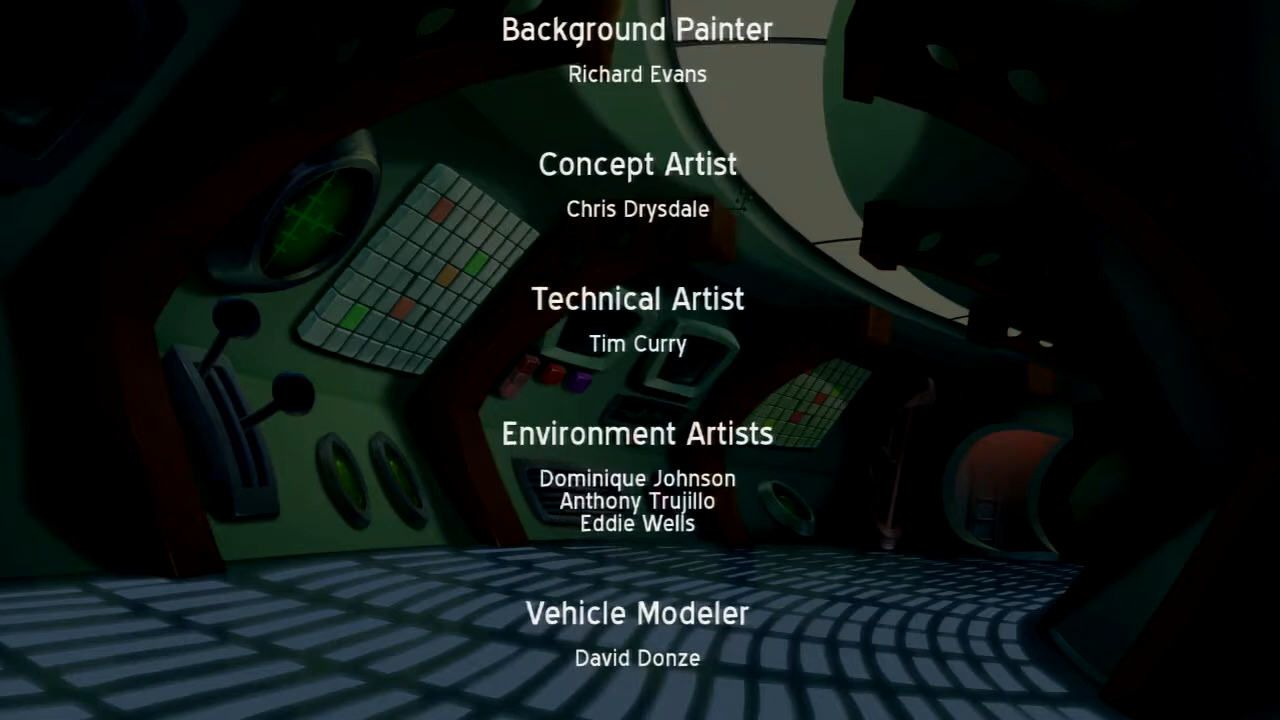 Background Painter
Richard Evans
Concept Artist
Chris Drysdale
Technical Artist
Tim Curry
Environment Artists
Dominique Johnson
Anthony Trujillo
Eddie Wells
Vehicle Modeler
David Donze